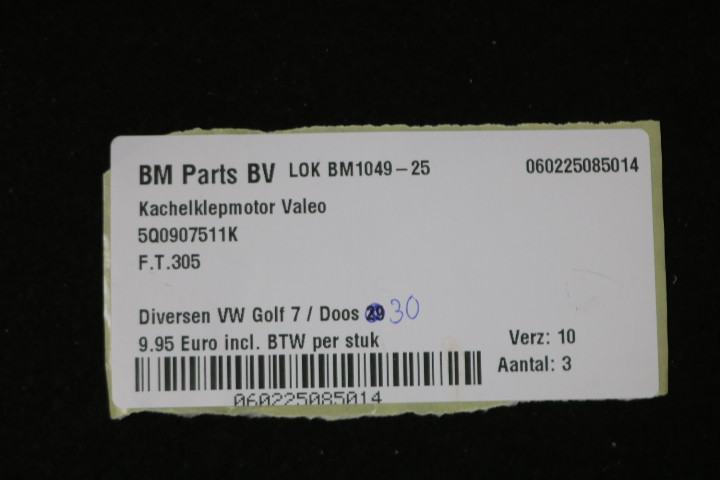 BM Parts BV LOK BM1049-25 060225085014
Kachelklepmotor Valeo
5Q0907511K
F.T.305
Diversen VW Golf 7 / Doos 29 30
9.95 Euro incl. BTW per stuk Verz: 10
Aantal: 3
060225085014